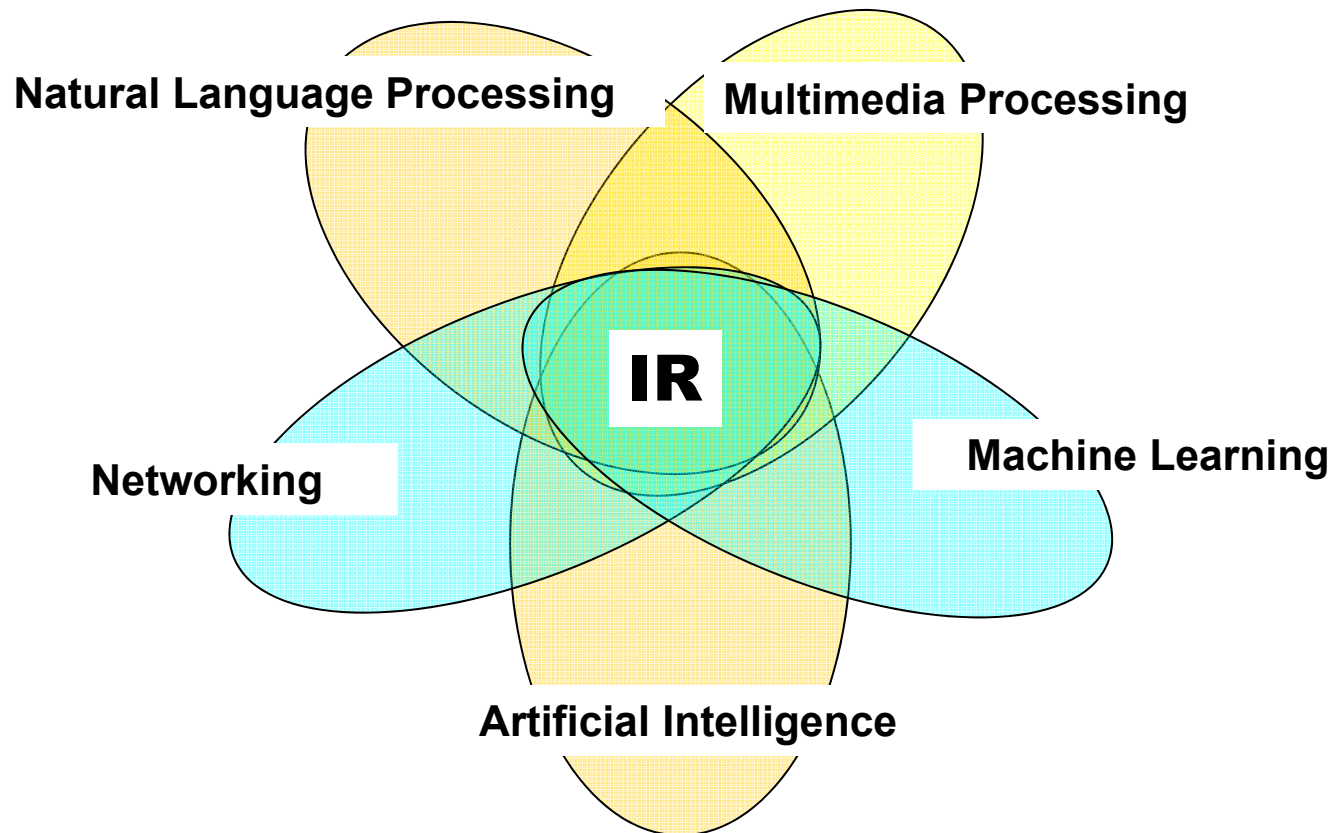 Natural Language Processing
Multimedia Processing
IR
Networking
Machine Learning
Artificial Intelligence